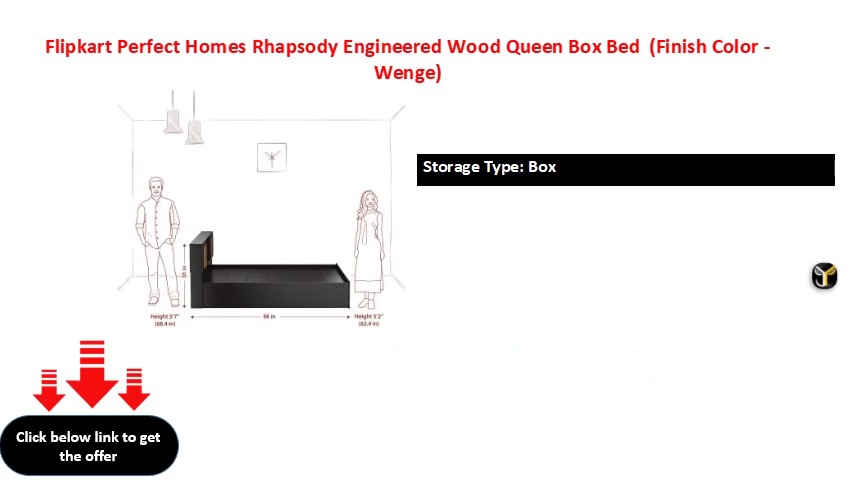 Flipkart Perfect Homes Rhapsody Engineered Wood Queen Box Bed (Finish Color -
Wenge)
Storage Type: Box
Height 5'7"
(68.4 in)
86 in
Height 5'2"
(62.4 in)
Click below link to get
the offer